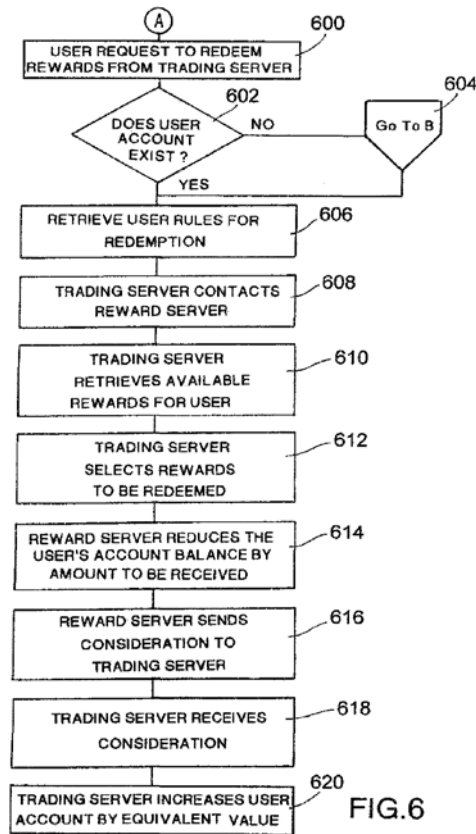 A
600
USER REQUEST TO REDEEM
REWARDS FROM TRADING SERVER
602
DOES USER
ACCOUNT
EXIST ?
NO
604
Go To B
YES
606
RETRIEVE USER RULES FOR
REDEMPTION
608
TRADING SERVER CONTACTS
REWARD SERVER
610
TRADING SERVER
RETRIEVES AVAILABLE
REWARDS FOR USER
612
TRADING SERVER
SELECTS REWARDS
TO BE REDEEMED
614
REWARD SERVER REDUCES THE
USER'S ACCOUNT BALANCE BY
AMOUNT TO BE RECEIVED
616
REWARD SERVER SENDS
CONSIDERATION TO
TRADING SERVER
618
TRADING SERVER RECEIVES
CONSIDERATION
620
TRADING SERVER INCREASES USER
ACCOUNT BY EQUIVALENT VALUE
FIG.6